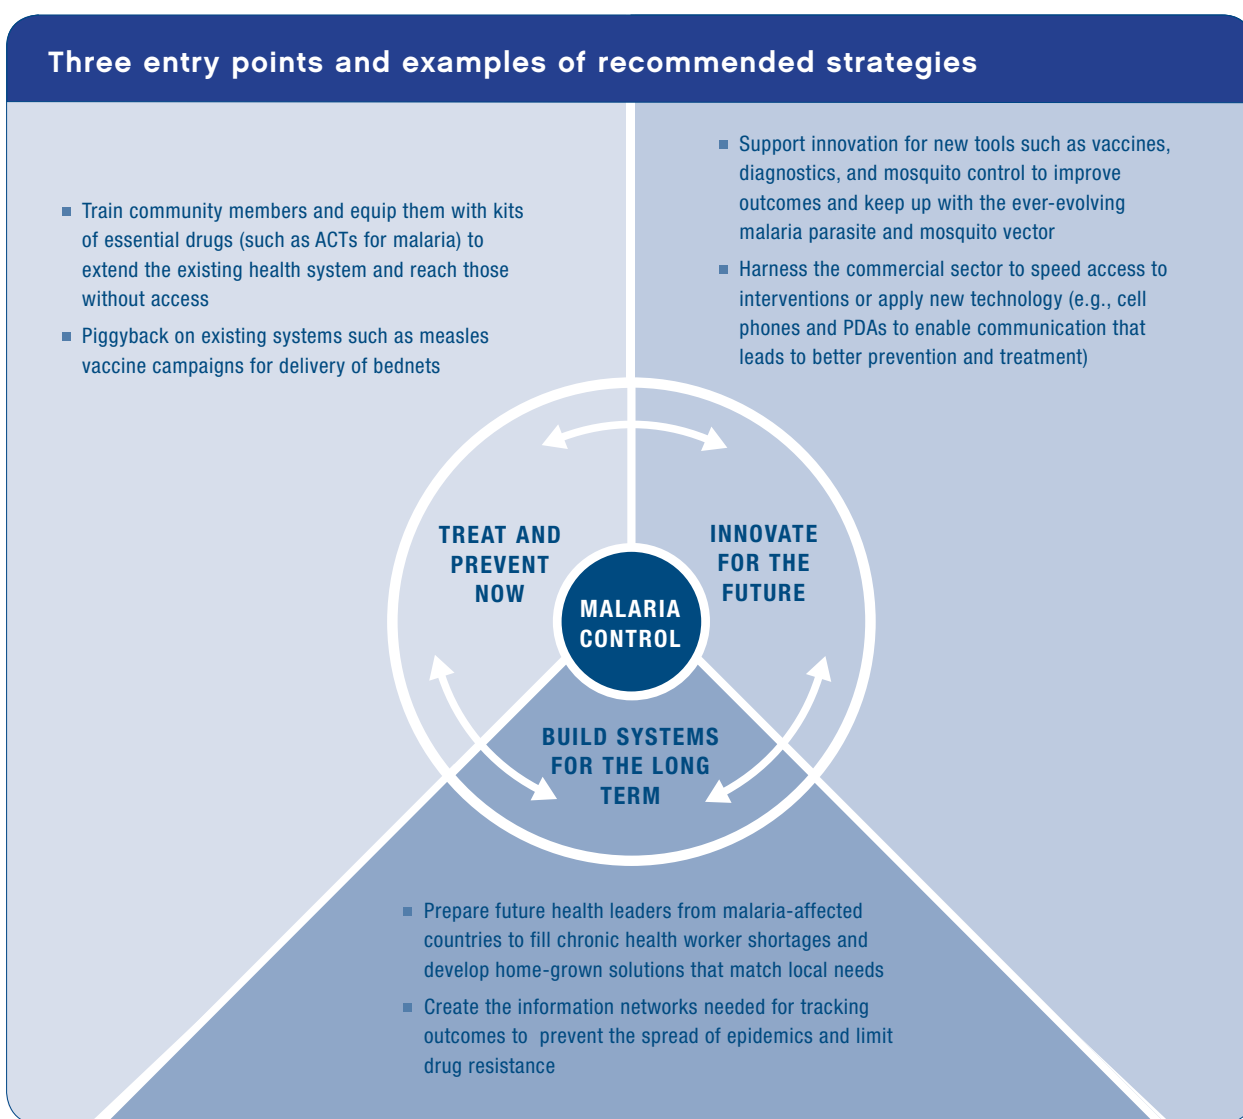 Three entry points and examples of recommended strategies
■ Train community members and equip them with kits
of essential drugs (such as ACTs for malaria) to
extend the existing health system and reach those
without access
■ Piggyback on existing systems such as measles
vaccine campaigns for delivery of bednets
■ Support innovation for new tools such as vaccines,
diagnostics, and mosquito control to improve
outcomes and keep up with the ever-evolving
malaria parasite and mosquito vector
■ Harness the commercial sector to speed access to
interventions or apply new technology (e.g., cell
phones and PDAs to enable communication that
leads to better prevention and treatment)
TREAT AND
PREVENT
NOW
INNOVATE
FOR THE
FUTURE
MALARIA
CONTROL
BUILD SYSTEMS
FOR THE LONG
TERM
■ Prepare future health leaders from malaria-affected
countries to fill chronic health worker shortages and
develop home-grown solutions that match local needs
■ Create the information networks needed for tracking
outcomes to prevent the spread of epidemics and limit
drug resistance